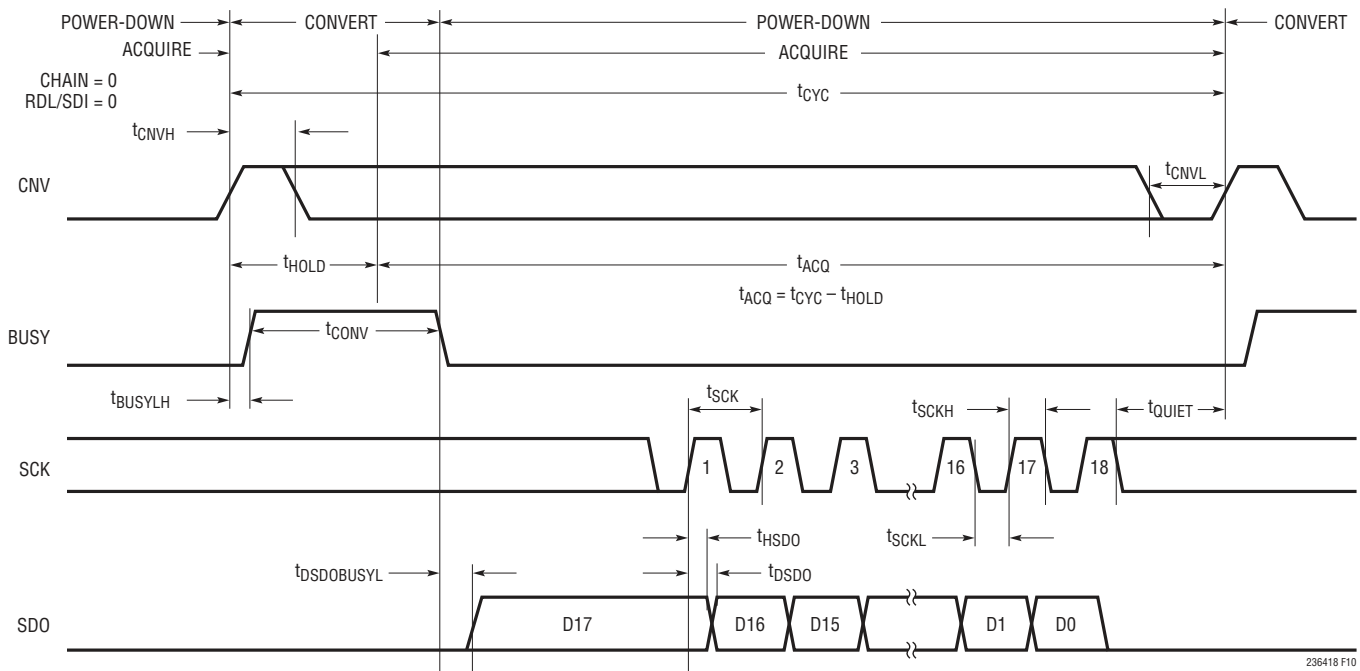 POWER-DOWN CONVERT POWER-DOWN CONVERT
ACQUIRE ACQUIRE
CHAIN = 0
RDL/SDI = 0
tCYC
tCNVH
CNV
tCNVL
tHOLD tACQ
tACQ = tCYC – tHOLD
BUSY
tCONV
tBUSYLH
tSCK
tSCKH
tQUIET
SCK 1 2 3 16 17 18
tHSDO
tSCKL
tDSDOBUSYL
tDSDO
SDO D17 D16 D15 D1 D0
236418 F10